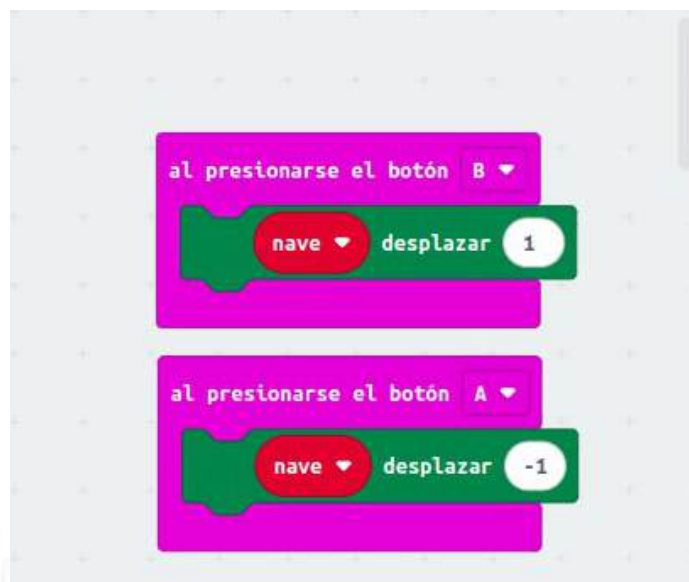 al presionarse el botón B
nave desplazar 1
al presionarse el botón A
nave desplazar -1